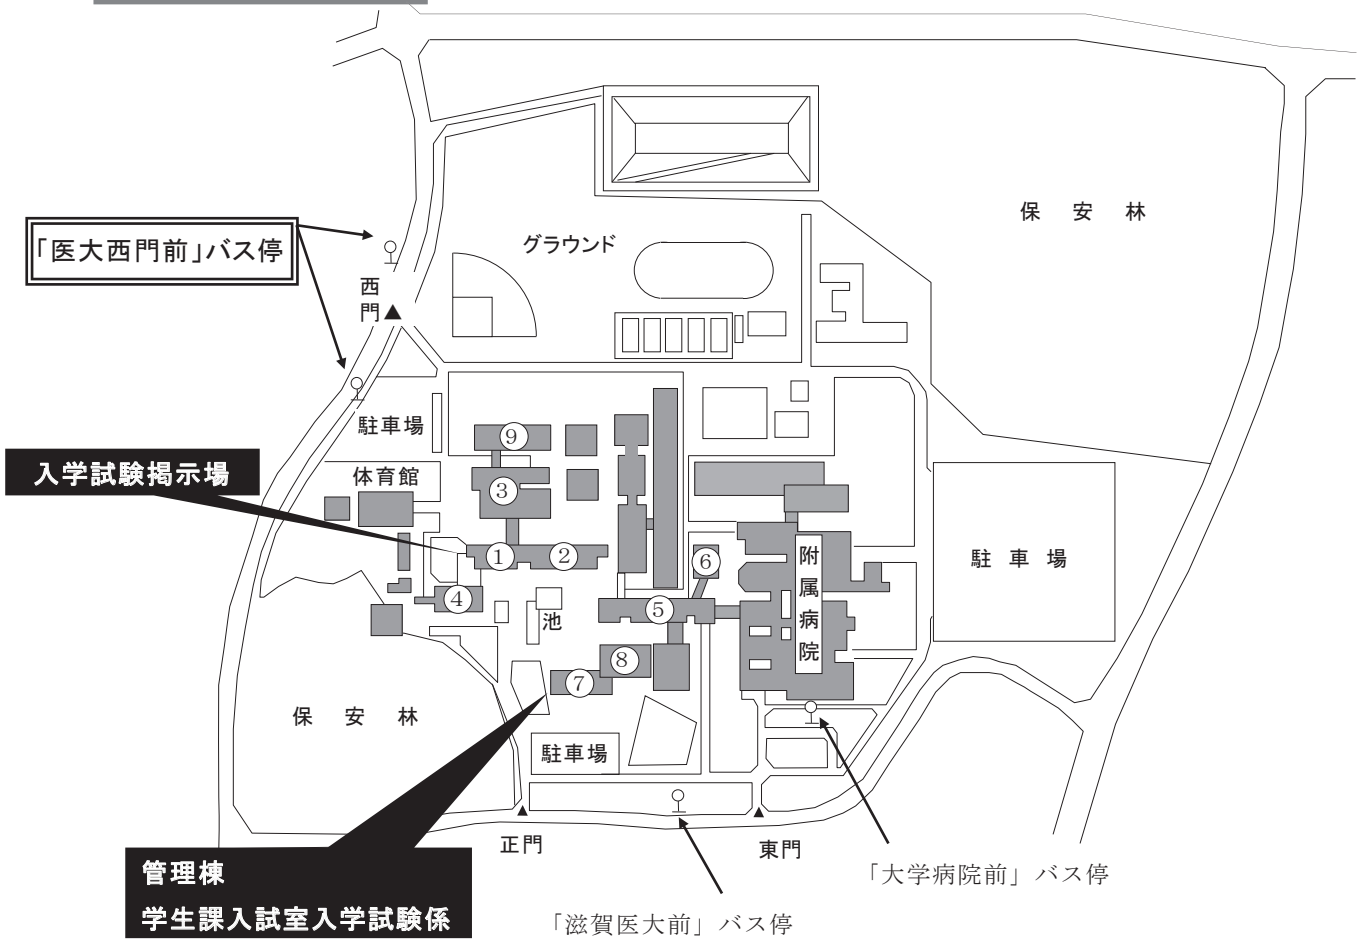 保安林
グラウンド
「医大西門前」バス停
西門
駐車場
⑨
入学試験掲示場
体育館
③
①
②
⑥
附属病院
駐車場
④
⑤
池
⑧
⑦
保安林
駐車場
正門
東門
管理棟
学生課入試室入学試験係
「大学病院前」バス停
「滋賀医大前」バス停